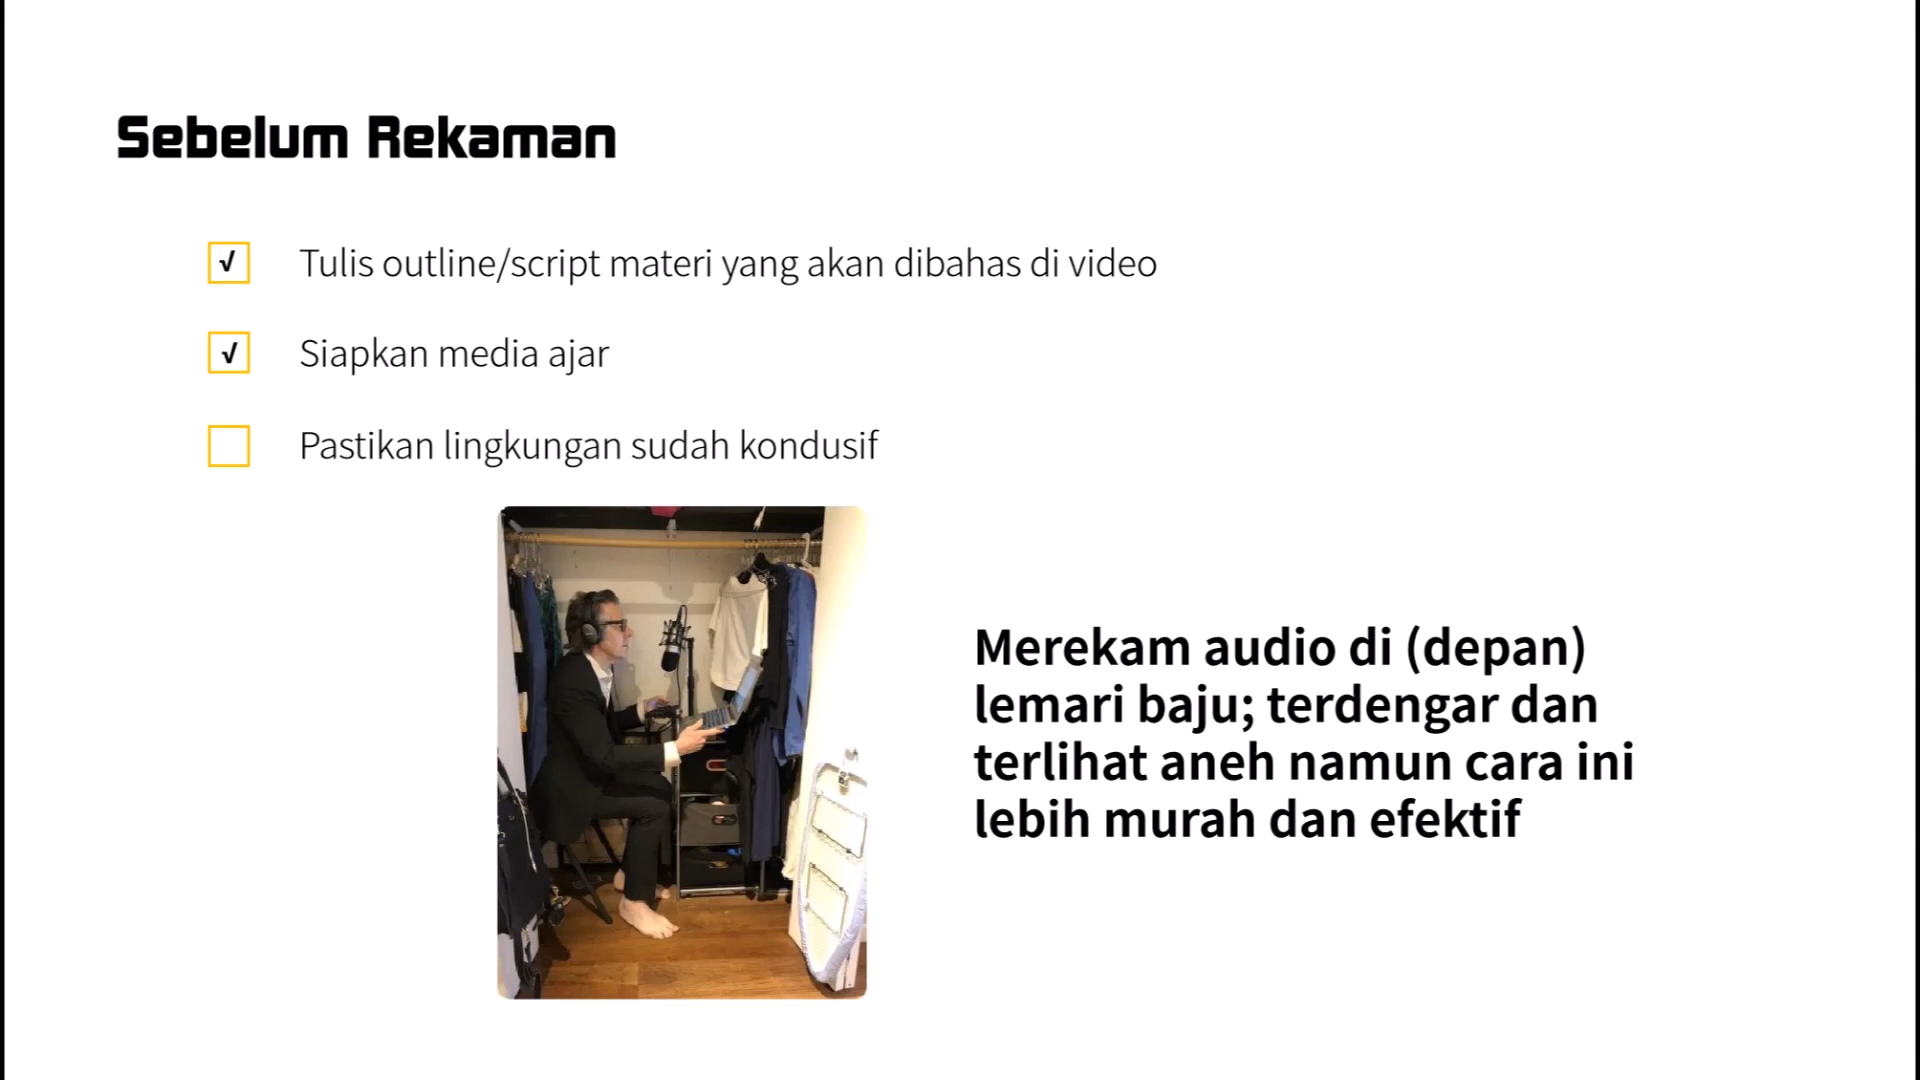 Sebelum Rekaman
√ Tulis outline/script materi yang akan dibahas di video
√ Siapkan media ajar
Pastikan lingkungan sudah kondusif
Merekam audio di (depan)
lemari baju; terdengar dan
terlihat aneh namun cara ini
lebih murah dan efektif